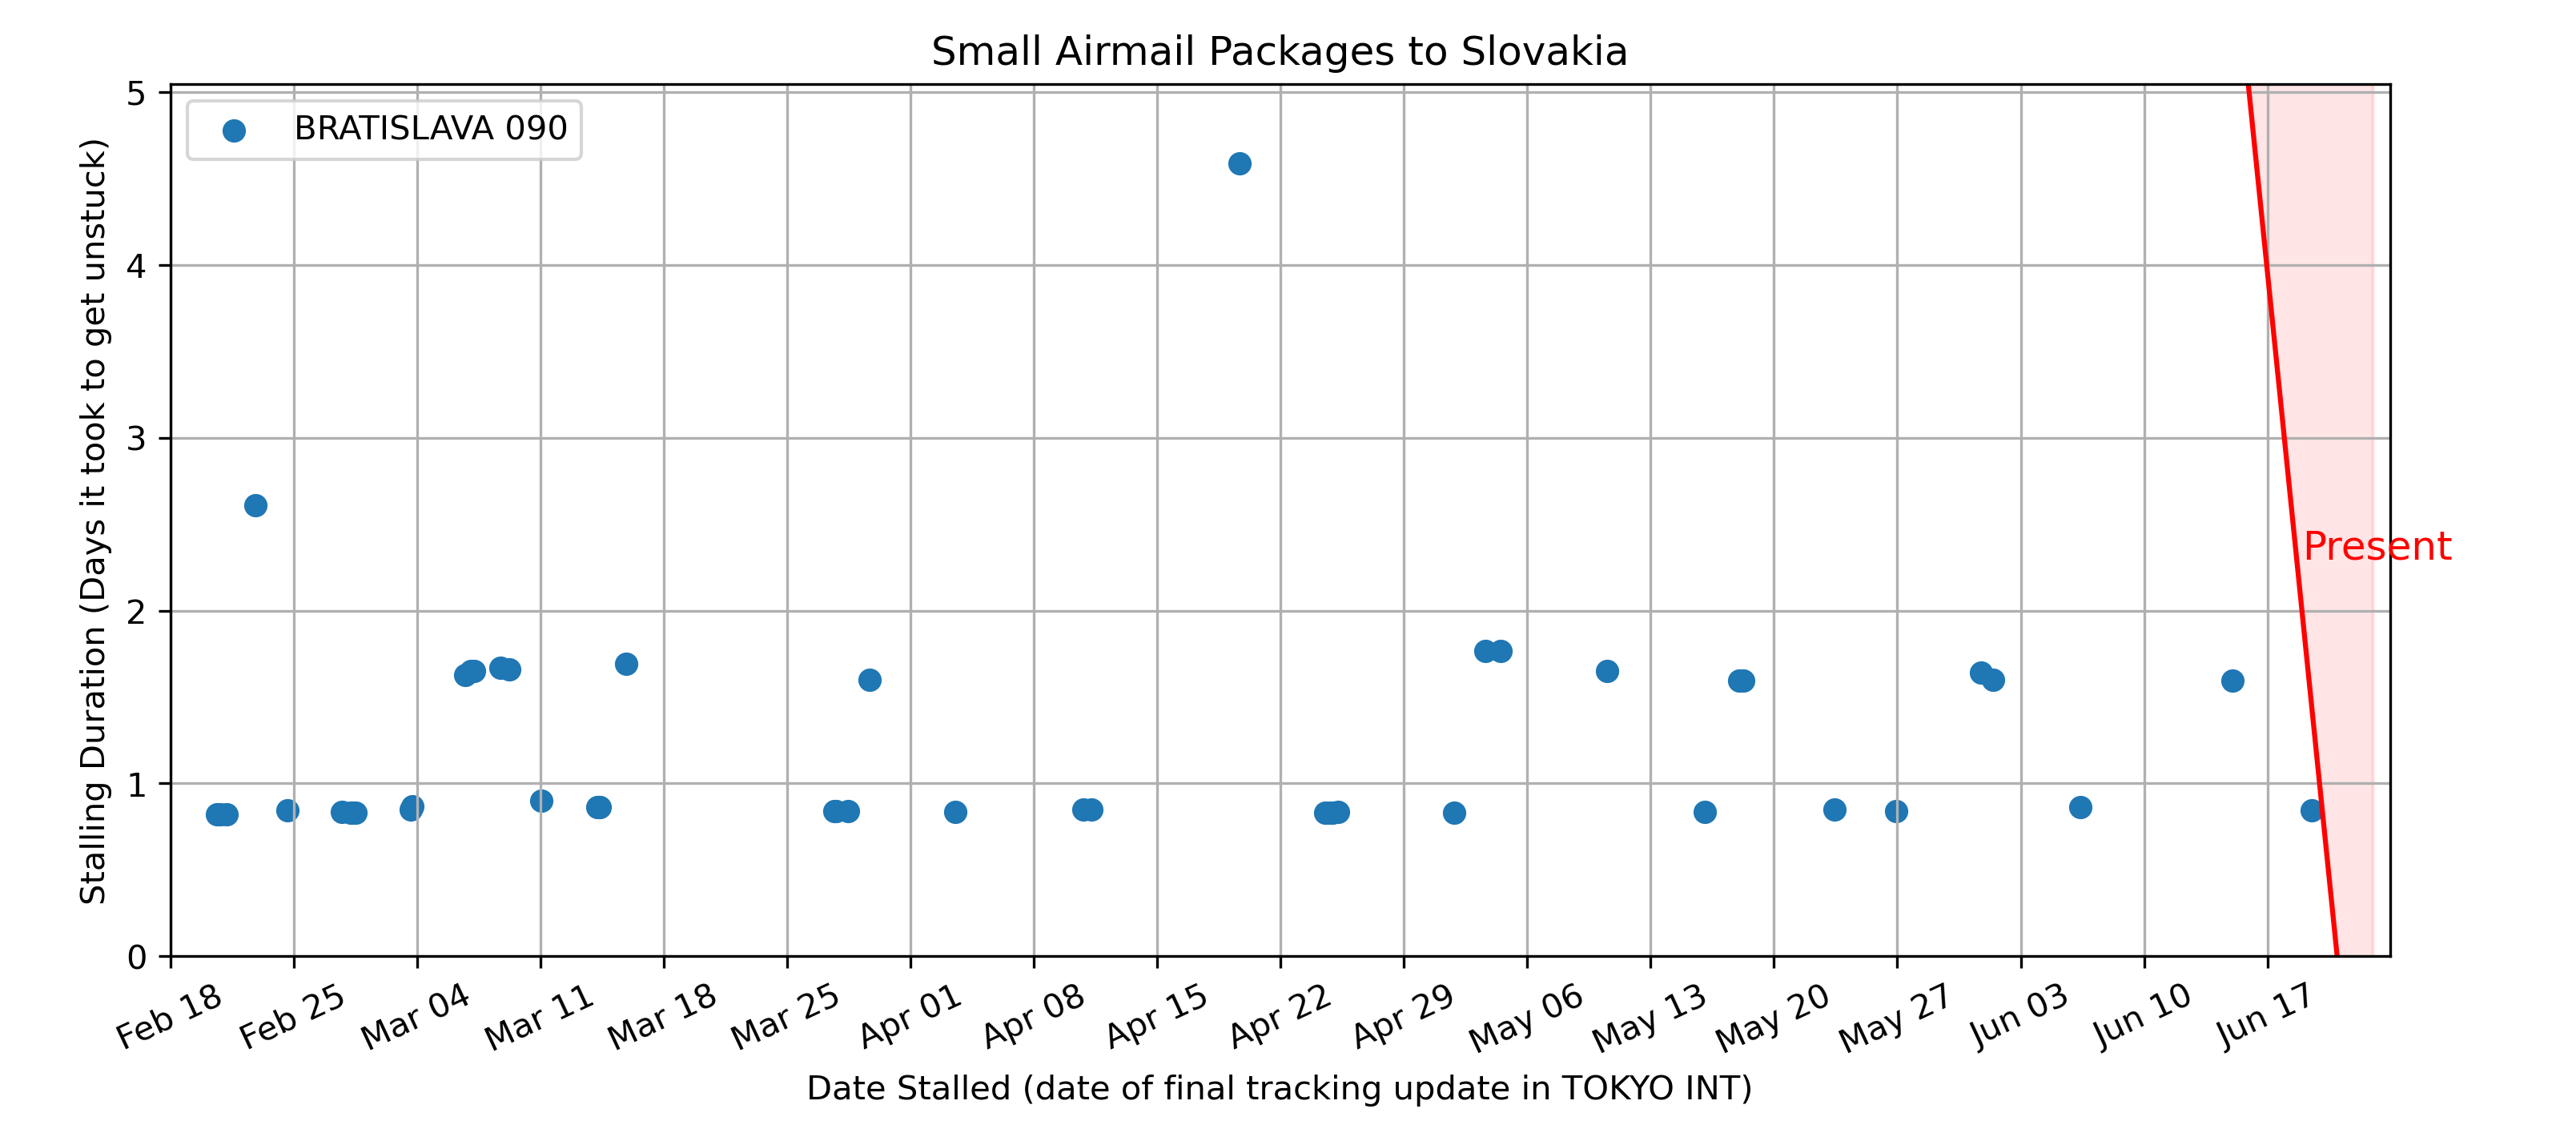 Small Airmail Packages to Slovakia
BRATISLAVA 090
Stalling Duration (Days it took to get unstuck)
5
4
3
2
1
0
Present
Feb 18
Feb 25
Mar 04
Mar 11
Mar 18
Mar 25
Apr 01
Apr 08
Apr 15
Apr 22
Apr 29
May 06
May 13
May 20
May 27
Jun 03
Jun 10
Jun 17
Date Stalled (date of final tracking update in TOKYO INT)